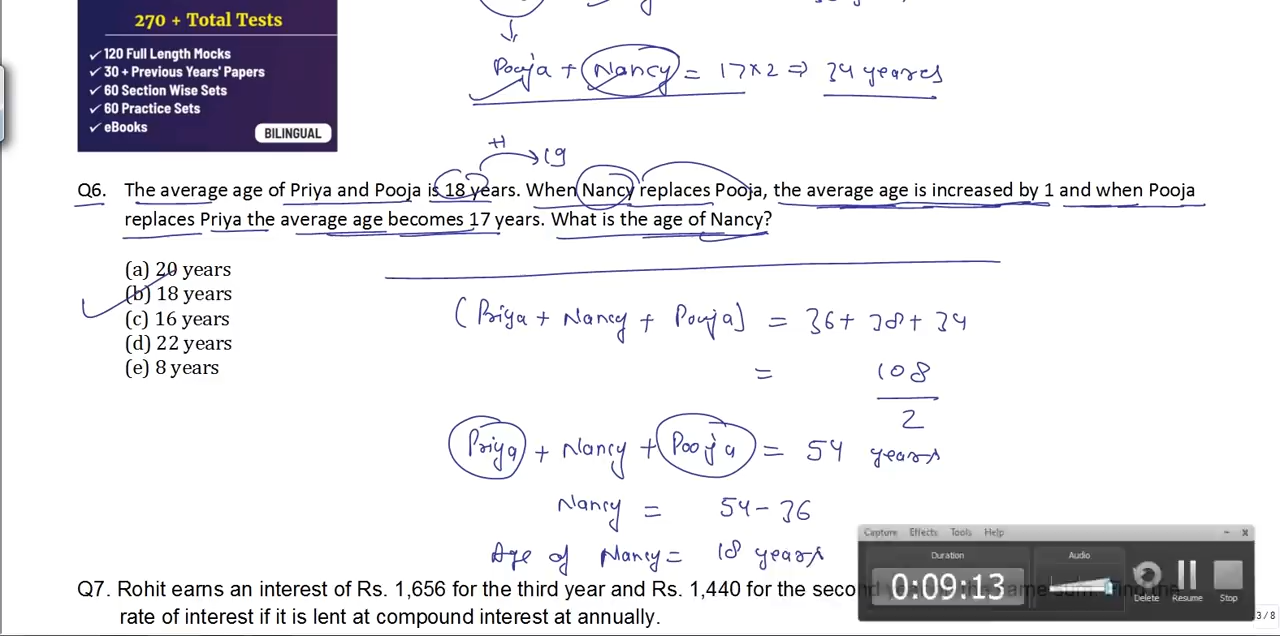 270 + Total Tests
✓120 Full Length Mocks
✓30 + Previous Years' Papers
✓60 Section Wise Sets
✓60 Practice Sets
✓eBooks
BILINGUAL
Pooja + Nancy = 17 × 2 ⇒ 34 years
+1 → 19
Q6. The average age of Priya and Pooja is 18 years. When Nancy replaces Pooja, the average age is increased by 1 and when Pooja
replaces Priya the average age becomes 17 years. What is the age of Nancy?
(a) 20 years
(b) 18 years
(c) 16 years
(d) 22 years
(e) 8 years
(Priya + Nancy + Pooja) = 36 + 38 + 34
= 108
2
Priya + Nancy + Pooja = 54 years
Nancy = 54 - 36
Age of Nancy = 18 years
Capture Effects Tools Help
Duration
0:09:13
Audio
Delete Resume Stop
Q7. Rohit earns an interest of Rs. 1,656 for the third year and Rs. 1,440 for the seco
rate of interest if it is lent at compound interest at annually.
3 / 8